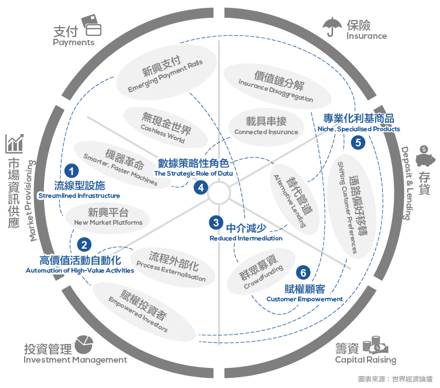 支付
Payments
保險
Insurance
新興支付
Emerging Payment Rails
價值鏈分解
Insurance Disaggregation
無現金世界
Cashless World
載具串接
Connected Insurance
專業化利基商品
Niche, Specialised Products
5
機器革命
Smarter, Faster Machines
數據策略性角色
The Strategic Role of Data
4
1
流線型設施
Streamlined Infrastructure
市場資訊供應
Market Provisioning
存貸
Deposit & Lending
替代管道
Alternative Lending
通路偏好移轉
Shifting Customer Preferences
新興平台
New Market Platforms
3
中介減少
Reduced Intermediation
2
高價值活動自動化
Automation of High-Value Activities
流程外部化
Process Externalisation
群眾募資
Crowdfunding
6
賦權顧客
Customer Empowerment
賦權投資者
Empowered Investors
投資管理
Investment Management
籌資
Capital Raising
圖表來源：世界經濟論壇